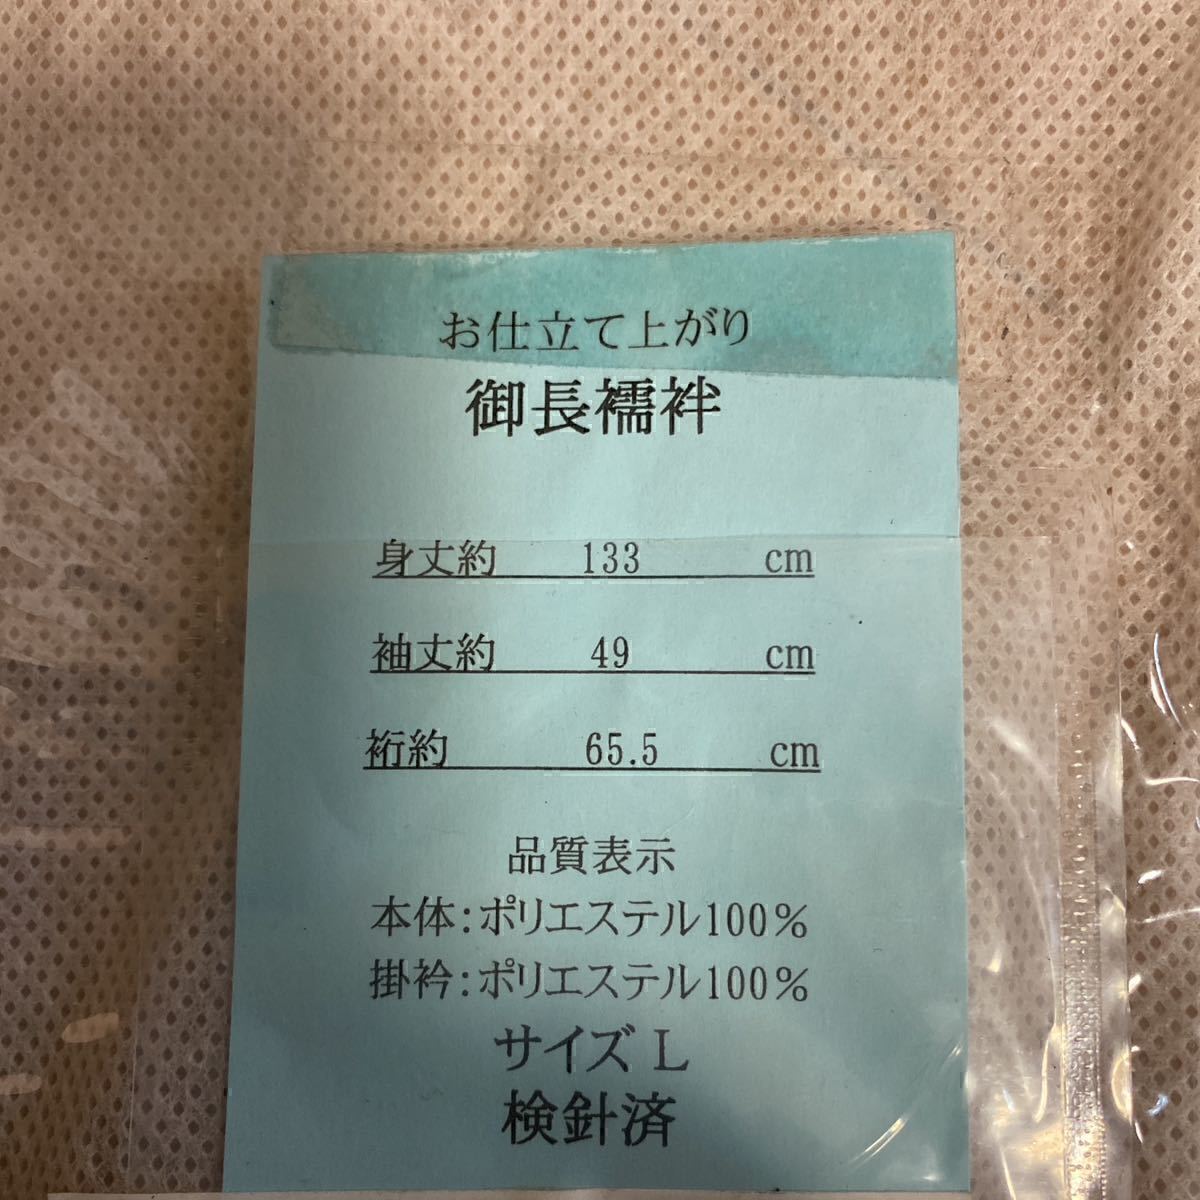 お仕立て上がり
御長襦袢
身丈約 133 cm
袖丈約 49 cm
裄約 65.5 cm
品質表示
本体:ポリエステル100%
掛衿:ポリエステル100%
サイズ L
検針済